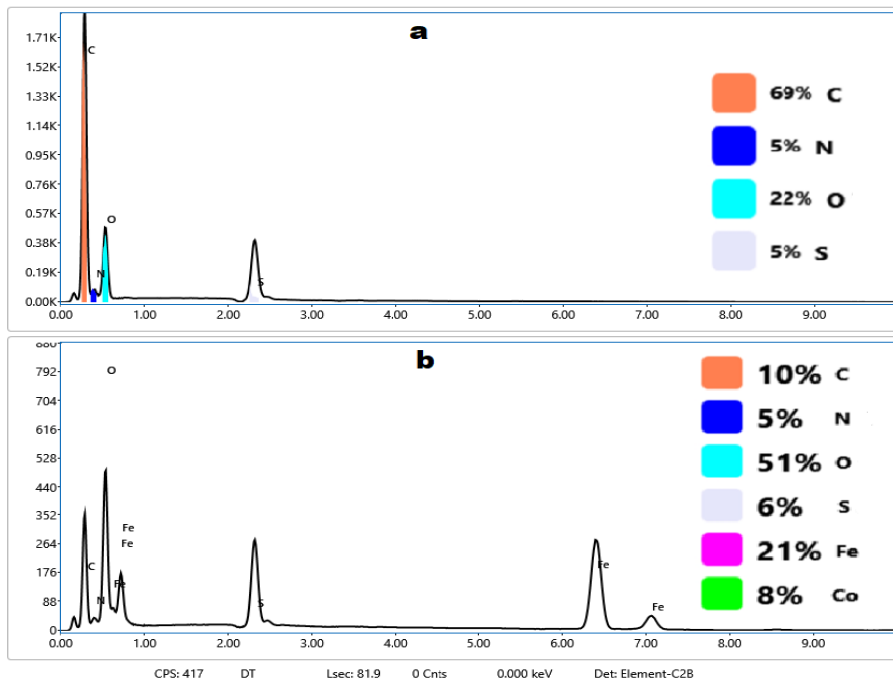 a
1.71K
C
1.52K
1.33K
69% C
1.14K
5% N
0.95K
0.76K
22% O
0.57K
O
0.38K
5% S
0.19K
N
S
0.00K
0.00 1.00 2.00 3.00 4.00 5.00 6.00 7.00 8.00 9.00
b
880
792
O
10% C
704
5% N
616
51% O
528
440
6% S
352
Fe
21% Fe
264
Fe
176
C
Fe
Fe
8% Co
88
N
S
Fe
0
0.00 1.00 2.00 3.00 4.00 5.00 6.00 7.00 8.00 9.00
CPS: 417 DT Lsec: 81.9 0 Cnts 0.000 keV Det: Element-C2B